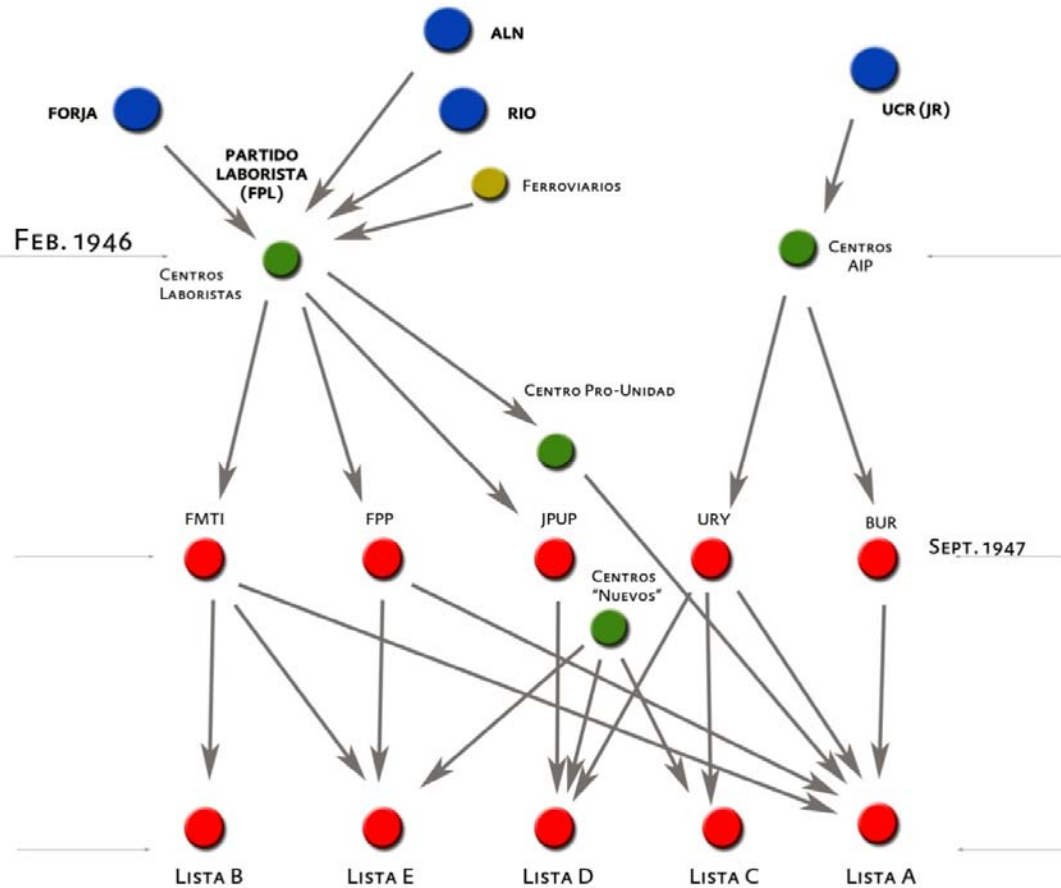 ALN
FORJA
RIO
UCR (JR)
PARTIDO
LABORISTA
(FPL)
FERROVIARIOS
FEB. 1946
CENTROS
LABORISTAS
CENTROS
AIP
CENTRO PRO-UNIDAD
FMTI
FPP
JPUP
URY
BUR
SEPT. 1947
CENTROS
"NUEVOS"
LISTA B
LISTA E
LISTA D
LISTA C
LISTA A